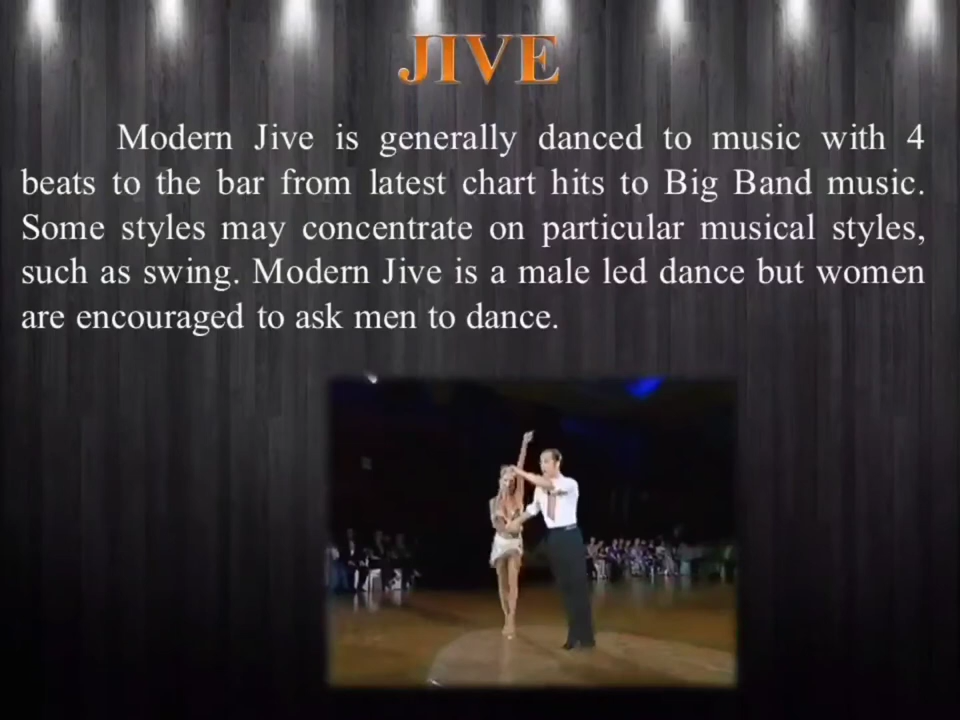 JIVE
Modern Jive is generally danced to music with 4
beats to the bar from latest chart hits to Big Band music.
Some styles may concentrate on particular musical styles,
such as swing. Modern Jive is a male led dance but women
are encouraged to ask men to dance.